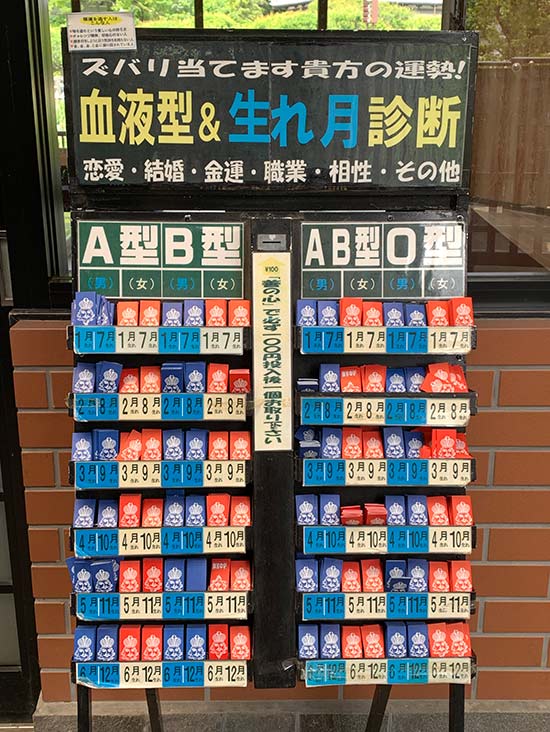 ズバリ当てます貴方の運勢!
血液型&生れ月診断
恋愛・結婚・金運・職業・相性・その他
A型 B型
(男) (女) (男) (女)
AB型 O型
(男) (女) (男) (女)
¥100
「善の心」で必ず一〇〇円投入後 一個お取り下さい
1月 7月 1月 7月 1月 7月 1月 7月
2月 8月 2月 8月 2月 8月 2月 8月
3月 9月 3月 9月 3月 9月 3月 9月
4月 10月 4月 10月 4月 10月 4月 10月
5月 11月 5月 11月 5月 11月 5月 11月
6月 12月 6月 12月 6月 12月 6月 12月
1月 7月 1月 7月 1月 7月 1月 7月
2月 8月 2月 8月 2月 8月 2月 8月
3月 9月 3月 9月 3月 9月 3月 9月
4月 10月 4月 10月 4月 10月 4月 10月
5月 11月 5月 11月 5月 11月 5月 11月
6月 12月 6月 12月 6月 12月 6月 12月